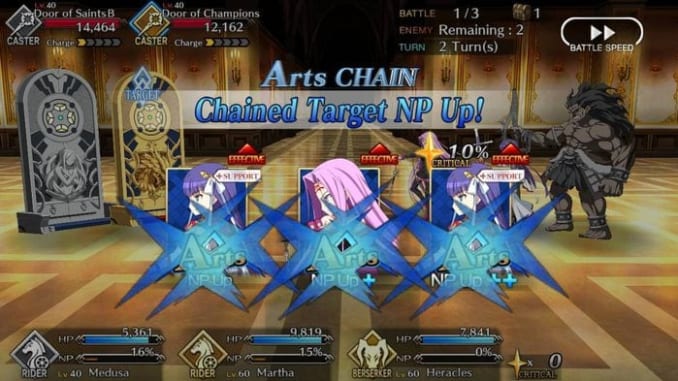 Lv.40
Door of Saints B
14,464
CASTER
Charge
Lv.40
Door of Champions
12,162
CASTER
Charge
BATTLE 1/3 x 1
ENEMY Remaining : 2
TURN 2 Turn(s)
BATTLE SPEED
TARGET
Arts CHAIN
Chained Target NP Up!
10%
CRITICAL
EFFECTIVE
EFFECTIVE
EFFECTIVE
+SUPPORT
+SUPPORT
Arts
NP Up
Arts
NP Up +
Arts
NP Up ++
HP 5,361
NP 16%
RIDER
Lv 40 Medusa
HP 9,819
NP 15%
RIDER
Lv 60 Martha
HP 7,841
NP 0%
BERSERKER
Lv 60 Heracles
x 0
CRITICAL